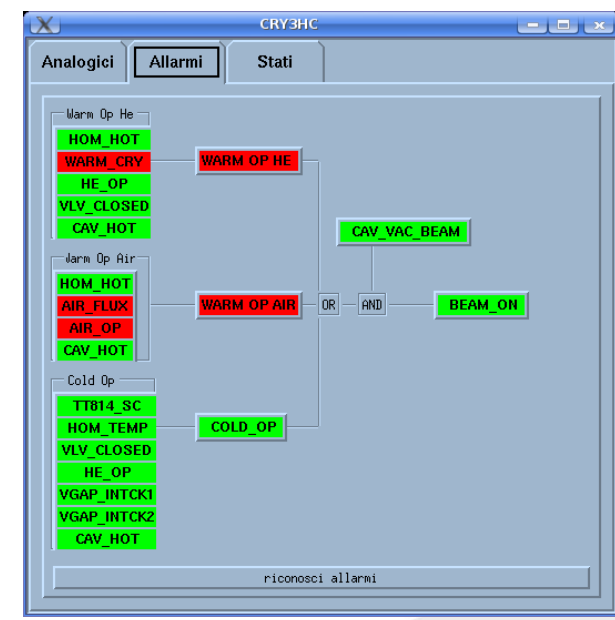 CRY3HC
Analogici Allarmi Stati
Warm Op He
HOM_HOT
WARM_CRY
HE_OP
VLV_CLOSED
CAV_HOT
WARM OP HE
CAV_VAC_BEAM
Warm Op Air
HOM_HOT
AIR_FLUX
AIR_OP
CAV_HOT
WARM OP AIR
OR
AND
BEAM_ON
Cold Op
TT814_SC
HOM_TEMP
VLV_CLOSED
HE_OP
VGAP_INTCK1
VGAP_INTCK2
CAV_HOT
COLD_OP
riconosci allarmi